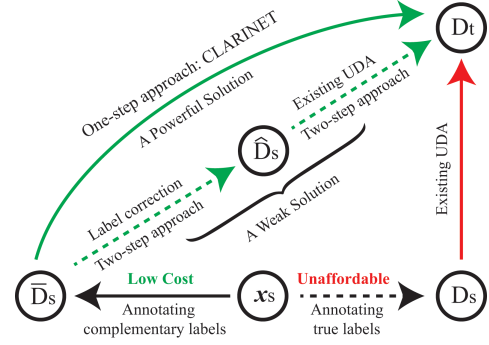 Dt
One-step approach: CLARINET
A Powerful Solution
Existing UDA
Two-step approach
D̂s
Label correction
Two-step approach
A Weak Solution
Existing UDA
D̅s
Low Cost
Annotating
complementary labels
xs
Unaffordable
Annotating
true labels
Ds